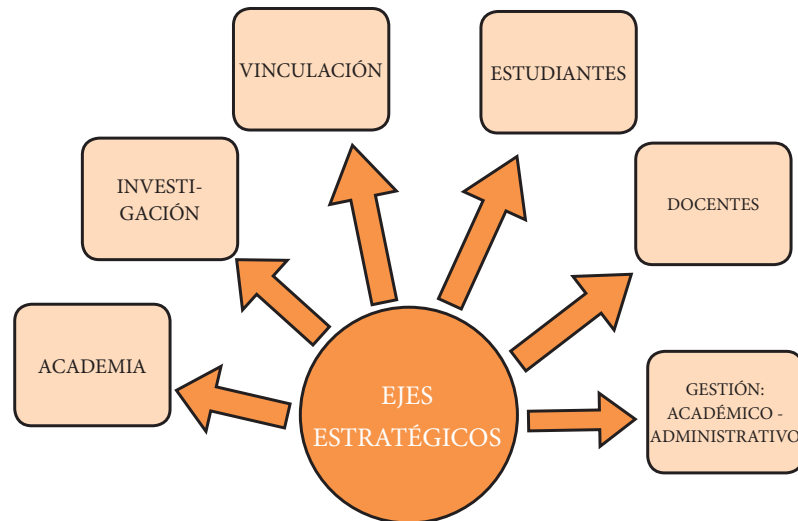 VINCULACIÓN
ESTUDIANTES
INVESTI-
GACIÓN
DOCENTES
ACADEMIA
GESTIÓN:
ACADÉMICO -
ADMINISTRATIVO
EJES
ESTRATÉGICOS